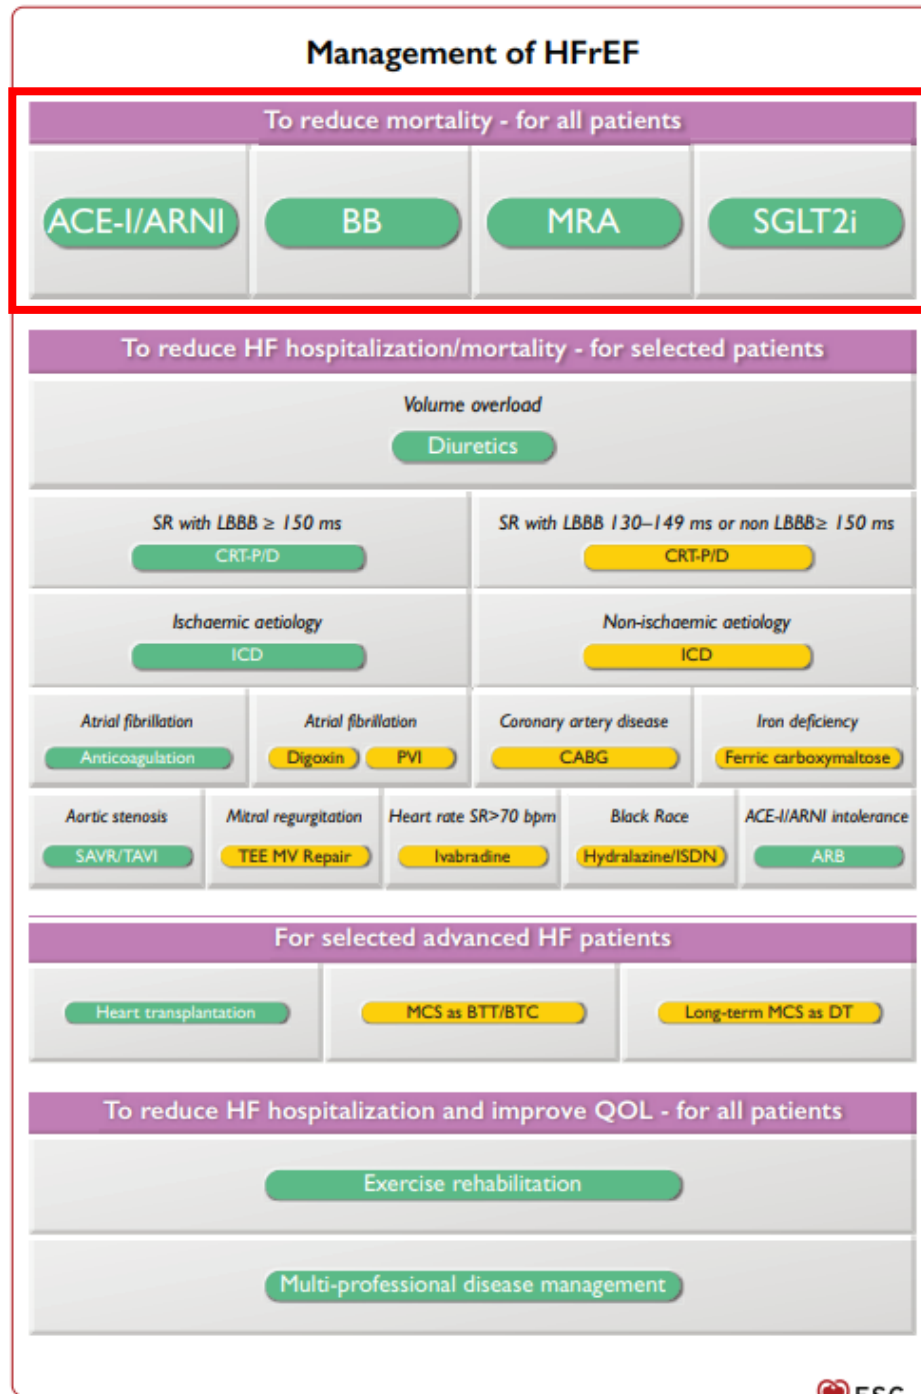 Management of HFrEF
To reduce mortality - for all patients
ACE-I/ARNI BB MRA SGLT2i
To reduce HF hospitalization/mortality - for selected patients
Volume overload
Diuretics
SR with LBBB ≥ 150 ms SR with LBBB 130–149 ms or non LBBB≥ 150 ms
CRT-P/D CRT-P/D
Ischaemic aetiology Non-ischaemic aetiology
ICD ICD
Atrial fibrillation Atrial fibrillation Coronary artery disease Iron deficiency
Anticoagulation Digoxin PVI CABG Ferric carboxymaltose
Aortic stenosis Mitral regurgitation Heart rate SR>70 bpm Black Race ACE-I/ARNI intolerance
SAVR/TAVI TEE MV Repair Ivabradine Hydralazine/ISDN ARB
For selected advanced HF patients
Heart transplantation MCS as BTT/BTC Long-term MCS as DT
To reduce HF hospitalization and improve QOL - for all patients
Exercise rehabilitation
Multi-professional disease management
ESC